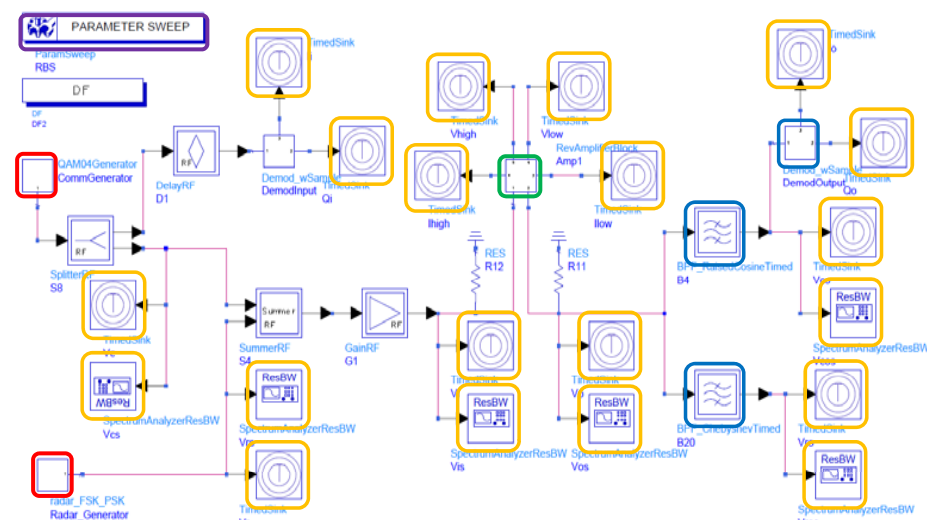 PARAMETER SWEEP
ParamSweep
RBS
DF
DF
DF2
QAM04Generator
CommGenerator
RF
DelayRF
D1
Demod_wSample
DemodInput
TimedSink
TimedSink
Qi
RF
SplitterRF
S8
TimedSink
Vc
ResBW
SpectrumAnalyzerResBW
Vcs
Summer
RF
SummerRF
S4
RF
GainRF
G1
ResBW
SpectrumAnalyzerResBW
TimedSink
radar_FSK_PSK
Radar_Generator
TimedSink
Vhigh
TimedSink
Vlow
RevAmplifierBlock
Amp1
TimedSink
Ihigh
TimedSink
Ilow
RES
R12
RES
R11
TimedSink
ResBW
SpectrumAnalyzerResBW
Vis
TimedSink
ResBW
SpectrumAnalyzerResBW
Vos
TimedSink
Demod_wSample
DemodOutput
TimedSink
Qo
BPF_RaisedCosineTimed
B4
TimedSink
ResBW
SpectrumAnalyzerResBW
BPF_ChebyshevTimed
B20
TimedSink
ResBW
SpectrumAnalyzerResBW